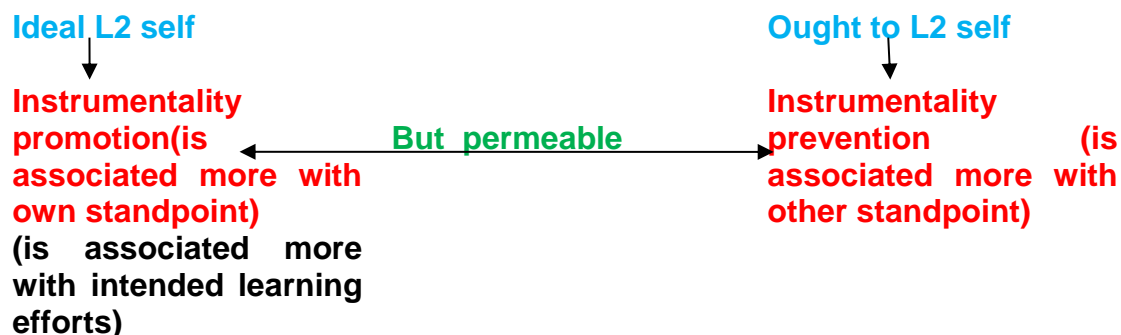 Ideal L2 self
Instrumentality
promotion(is
associated more with
own standpoint)
(is associated more
with intended learning
efforts)
But permeable
Ought to L2 self
Instrumentality
prevention (is
associated more with
other standpoint)